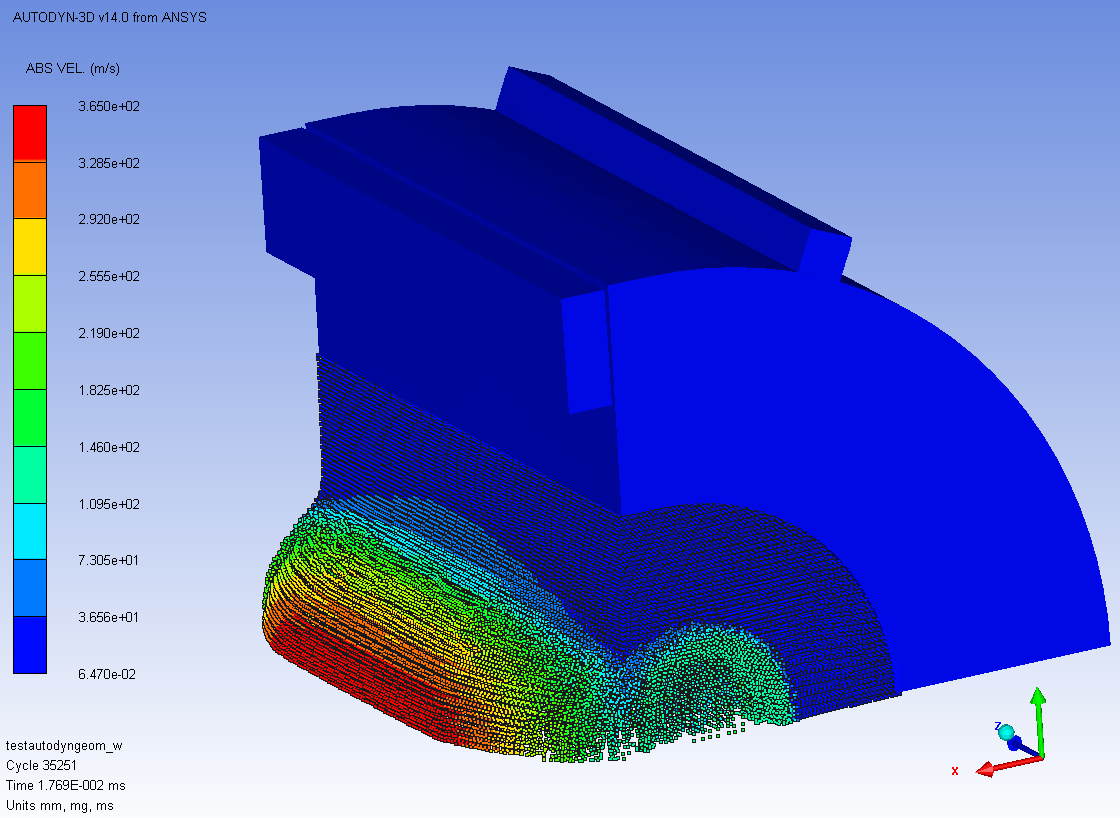 AUTODYN-3D v14.0 from ANSYS
ABS VEL. (m/s)
3.650e+02
3.285e+02
2.920e+02
2.555e+02
2.190e+02
1.825e+02
1.460e+02
1.095e+02
7.305e+01
3.656e+01
6.470e-02
testautodyngeom_w
Cycle 35251
Time 1.769E-002 ms
Units mm, mg, ms
z
x